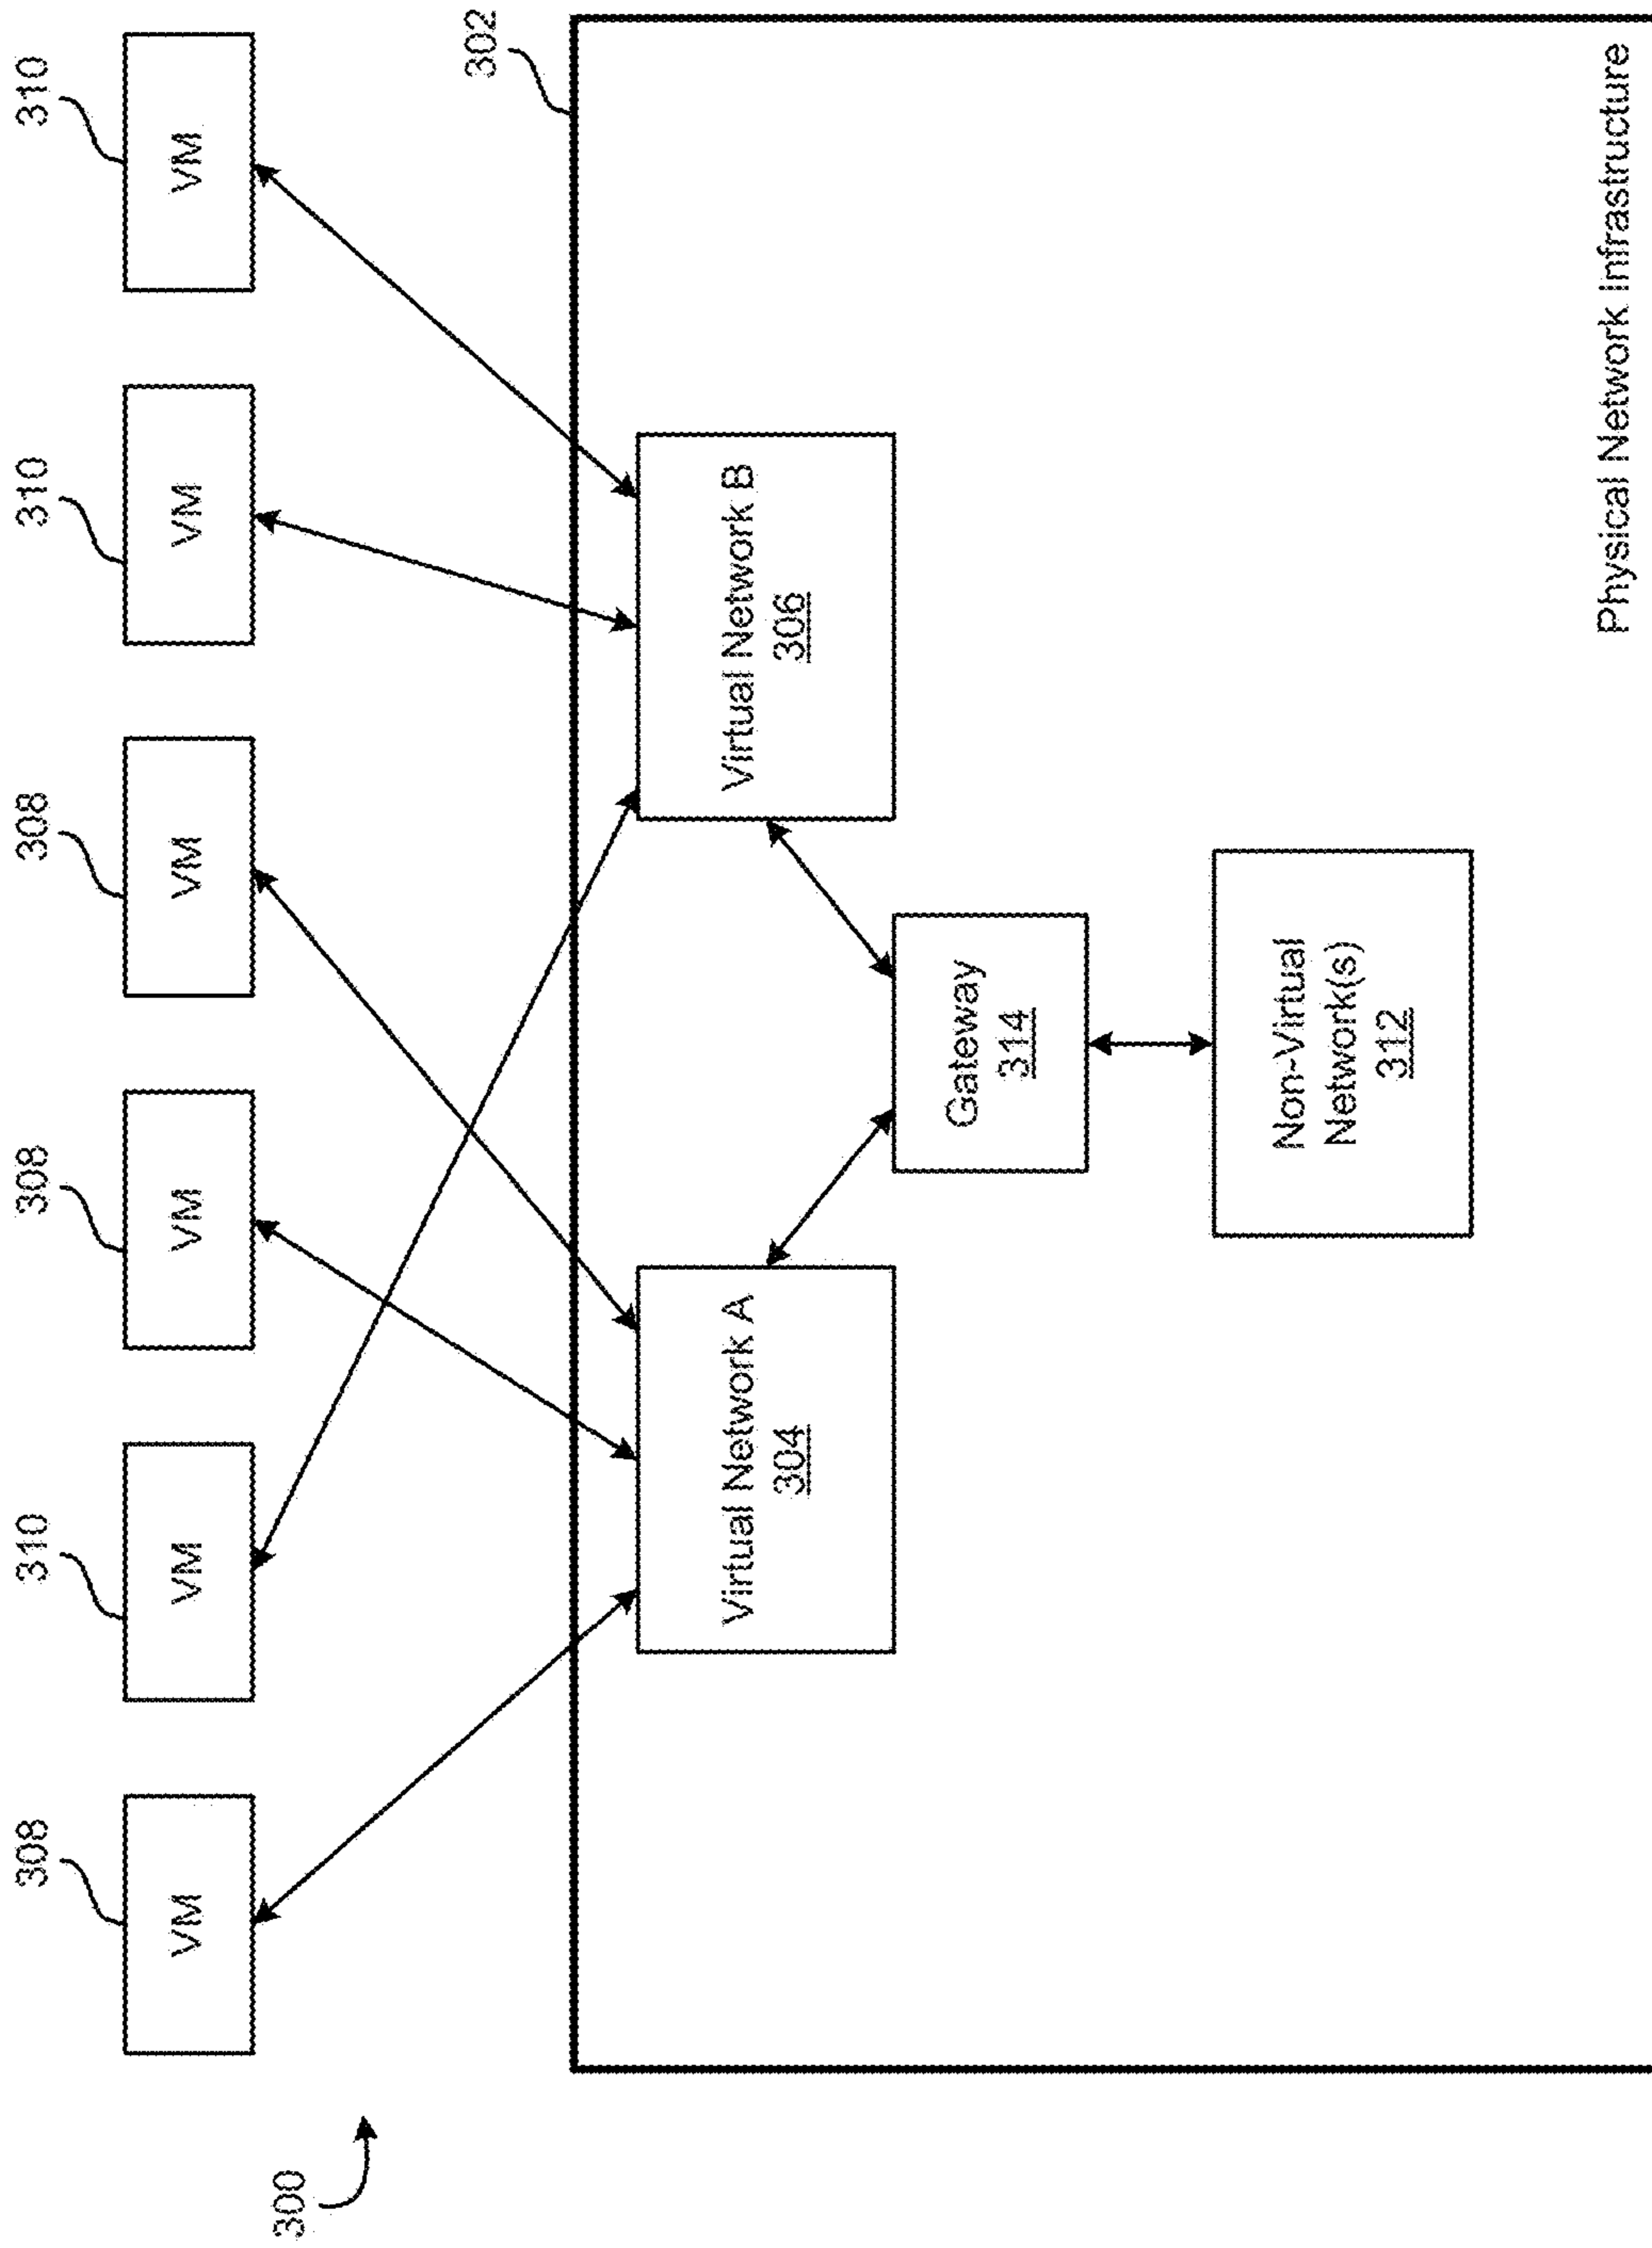 300
308
310
308
308
310
310
VM
VM
VM
VM
VM
VM
302
Virtual Network A
304
Virtual Network B
306
Gateway
314
Non-Virtual
Network(s)
312
Physical Network Infrastructure